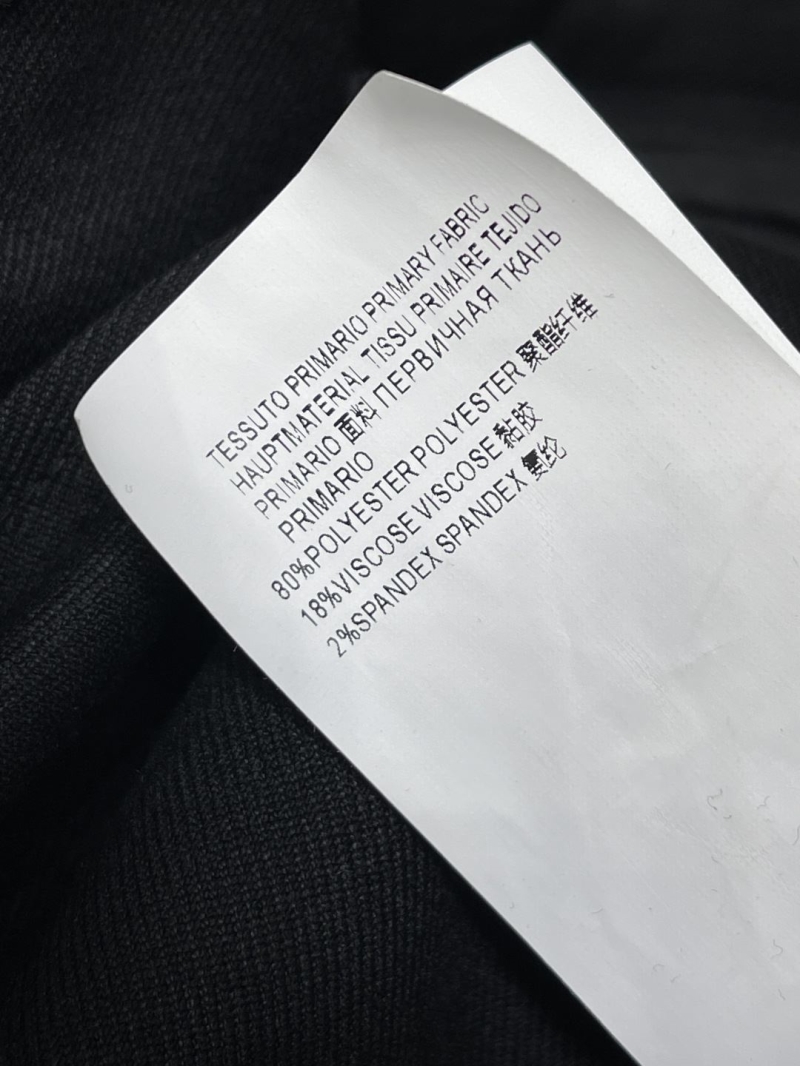 TESSUTO PRIMARIO PRIMARY FABRIC
HAUPTMATERIAL TISSU PRIMAIRE TEJIDO
PRIMARIO 面料 ПЕРВИЧНАЯ ТКАНЬ
PRIMARIO
80%POLYESTER POLYESTER 聚酯纤维
18%VISCOSE VISCOSE 黏胶
2%SPANDEX SPANDEX 氨纶